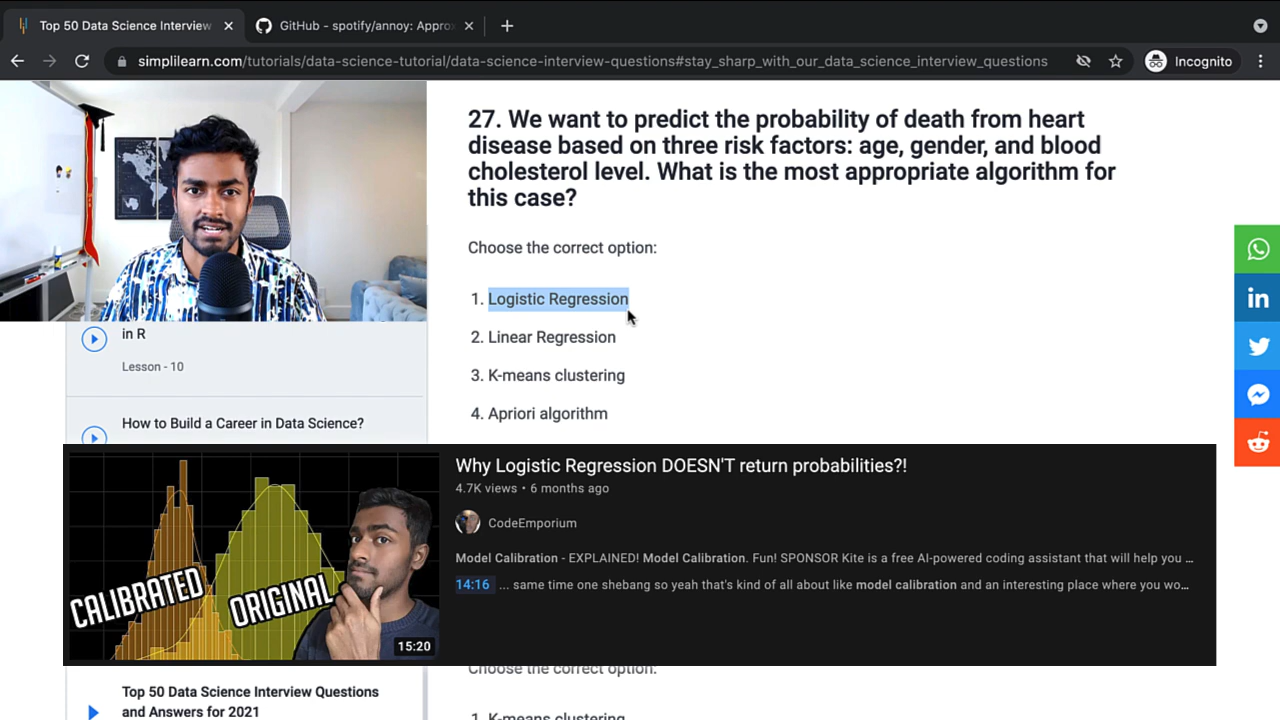 Top 50 Data Science Interview
GitHub - spotify/annoy: Approx
simplilearn.com/tutorials/data-science-tutorial/data-science-interview-questions#stay_sharp_with_our_data_science_interview_questions
Incognito
27. We want to predict the probability of death from heart
disease based on three risk factors: age, gender, and blood
cholesterol level. What is the most appropriate algorithm for
this case?
Choose the correct option:
1. Logistic Regression
2. Linear Regression
3. K-means clustering
4. Apriori algorithm
in R
Lesson - 10
How to Build a Career in Data Science?
CALIBRATED
ORIGINAL
15:20
Why Logistic Regression DOESN'T return probabilities?!
4.7K views • 6 months ago
CodeEmporium
Model Calibration - EXPLAINED! Model Calibration. Fun! SPONSOR Kite is a free AI-powered coding assistant that will help you ...
14:16 ... same time one shebang so yeah that's kind of all about like model calibration and an interesting place where you wo...
Choose the correct option:
1. K-means clustering
Top 50 Data Science Interview Questions
and Answers for 2021